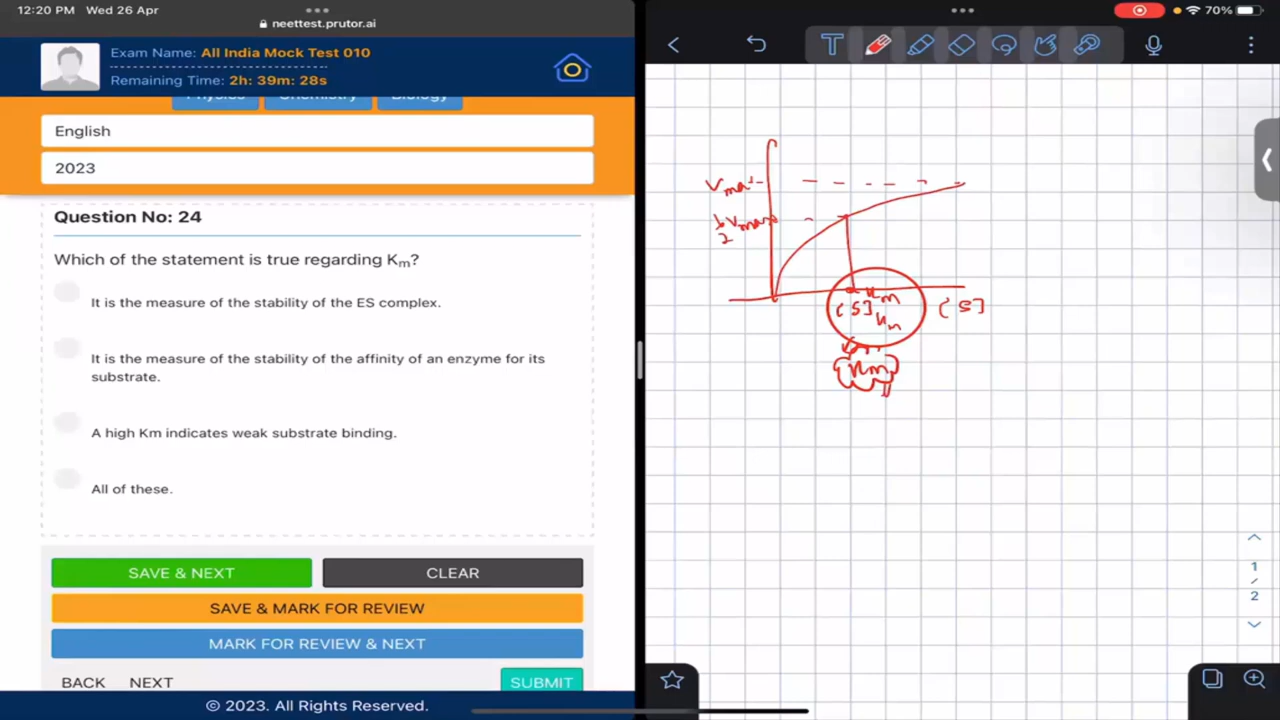 12:20 PM Wed 26 Apr
neettest.prutor.ai
70%
Exam Name: All India Mock Test 010
Remaining Time: 2h: 39m: 28s
Physics Chemistry Biology
English
2023
Question No: 24
Which of the statement is true regarding Km?
It is the measure of the stability of the ES complex.
It is the measure of the stability of the affinity of an enzyme for its
substrate.
A high Km indicates weak substrate binding.
All of these.
SAVE & NEXT CLEAR
SAVE & MARK FOR REVIEW
MARK FOR REVIEW & NEXT
BACK NEXT SUBMIT
© 2023. All Rights Reserved.
T
Vmax
Vmax
2
Km
[S] Km [S]
Km
1
/
2